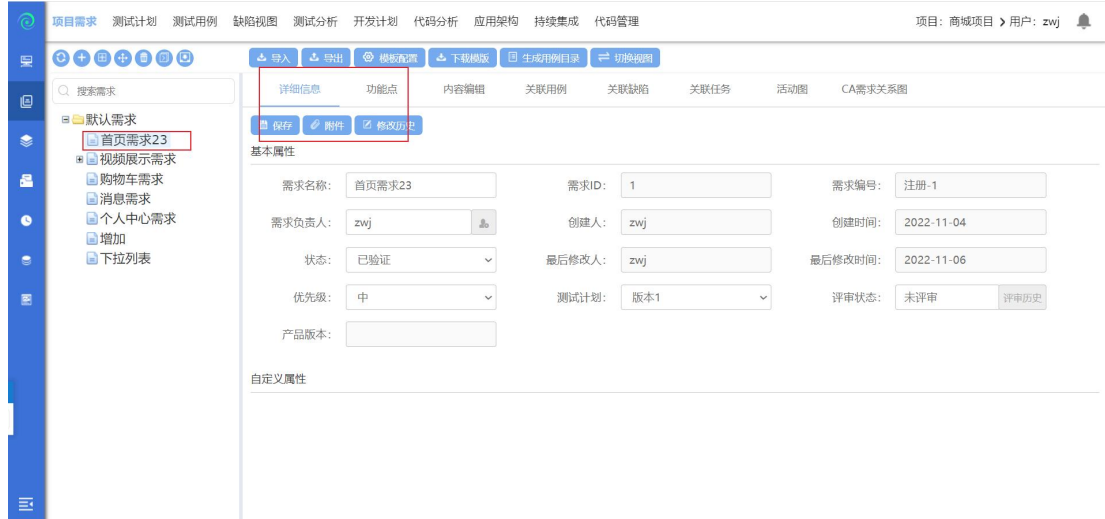 项目需求 测试计划 测试用例 缺陷视图 测试分析 开发计划 代码分析 应用架构 持续集成 代码管理 项目：商城项目 用户：zwj
导入 导出 模板配置 下载模版 生成用例目录 切换视图
搜索需求
详细信息 功能点 内容编辑 关联用例 关联缺陷 关联任务 活动图 CA需求关系图
默认需求
首页需求23
视频展示需求
购物车需求
消息需求
个人中心需求
增加
下拉列表
保存 附件 修改历史
基本属性
需求名称： 首页需求23 需求ID： 1 需求编号： 注册-1
需求负责人： zwj 创建人： zwj 创建时间： 2022-11-04
状态： 已验证 最后修改人： zwj 最后修改时间： 2022-11-06
优先级： 中 测试计划： 版本1 评审状态： 未评审 评审历史
产品版本：
自定义属性